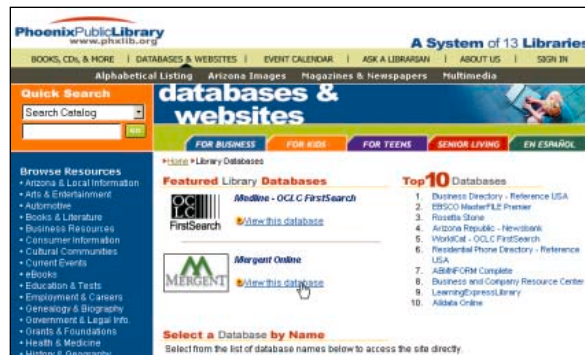 PhoenixPublicLibrary
www.phxlib.org
A System of 13 Libraries
BOOKS, CDs, & MORE | DATABASES & WEBSITES | EVENT CALENDAR | ASK A LIBRARIAN | ABOUT US | SIGN IN
Alphabetical Listing Arizona Images Magazines & Newspapers Multimedia
Quick Search
Search Catalog
GO
databases &
websites
FOR BUSINESS FOR KIDS FOR TEENS SENIOR LIVING EN ESPAÑOL
Home Library Databases
Browse Resources
• Arizona & Local Information
• Arts & Entertainment
• Automotive
• Books & Literature
• Business Resources
• Consumer Information
• Cultural Communities
• Current Events
• eBooks
• Education & Tests
• Employment & Careers
• Genealogy & Biography
• Government & Legal Info.
• Grants & Foundations
• Health & Medicine
• History & Geography
Featured Library Databases
OC
LC
FirstSearch
Medline - OCLC FirstSearch
View this database
MERGENT
Mergent Online
View this database
Select a Database by Name
Select from the list of database names below to access the site directly.
Top 10 Databases
1. Business Directory - Reference USA
2. EBSCO MasterFILE Premier
3. Rosetta Stone
4. Arizona Republic - Newsbank
5. WorldCat - OCLC FirstSearch
6. Residential Phone Directory - Reference
USA
7. ABI/INFORM Complete
8. Business and Company Resource Center
9. LearningExpressLibrary
10. Alldata Online